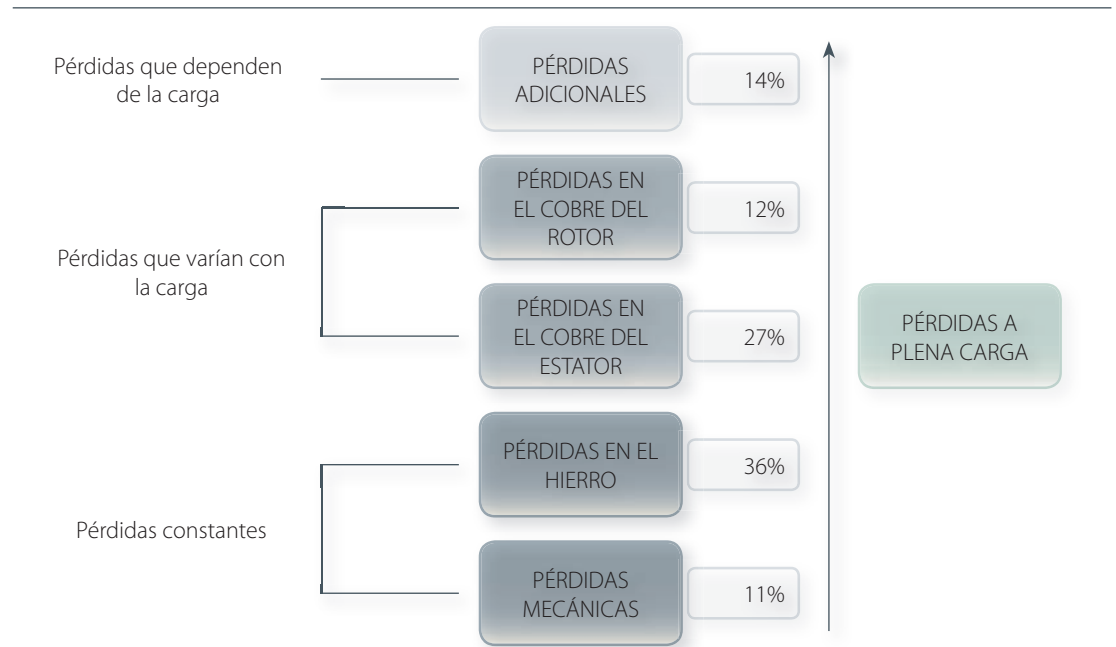 Pérdidas que dependen
de la carga
PÉRDIDAS
ADICIONALES
14%
Pérdidas que varían con
la carga
PÉRDIDAS EN
EL COBRE DEL
ROTOR
12%
PÉRDIDAS EN
EL COBRE DEL
ESTATOR
27%
Pérdidas constantes
PÉRDIDAS EN EL
HIERRO
36%
PÉRDIDAS
MECÁNICAS
11%
PÉRDIDAS A
PLENA CARGA